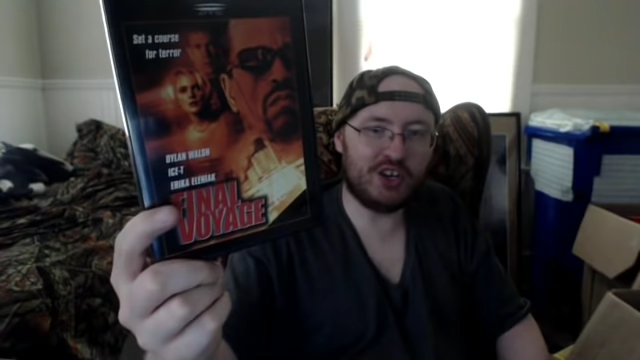 Set a course
for terror
DYLAN WALSH
ICE-T
ERIKA ELENIAK
FINAL
VOYAGE